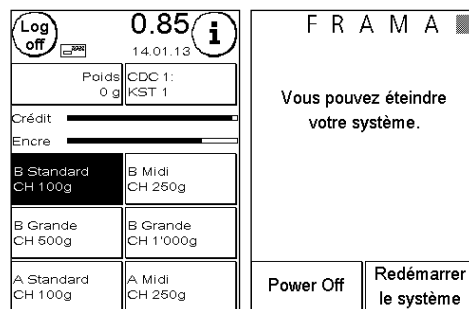 Log
off
0.85
i
14.01.13
Poids
0 g
CDC 1:
KST 1
Crédit
Encre
B Standard
CH 100g
B Midi
CH 250g
B Grande
CH 500g
B Grande
CH 1'000g
A Standard
CH 100g
A Midi
CH 250g
FRAMA
Vous pouvez éteindre
votre système.
Power Off
Redémarrer
le système